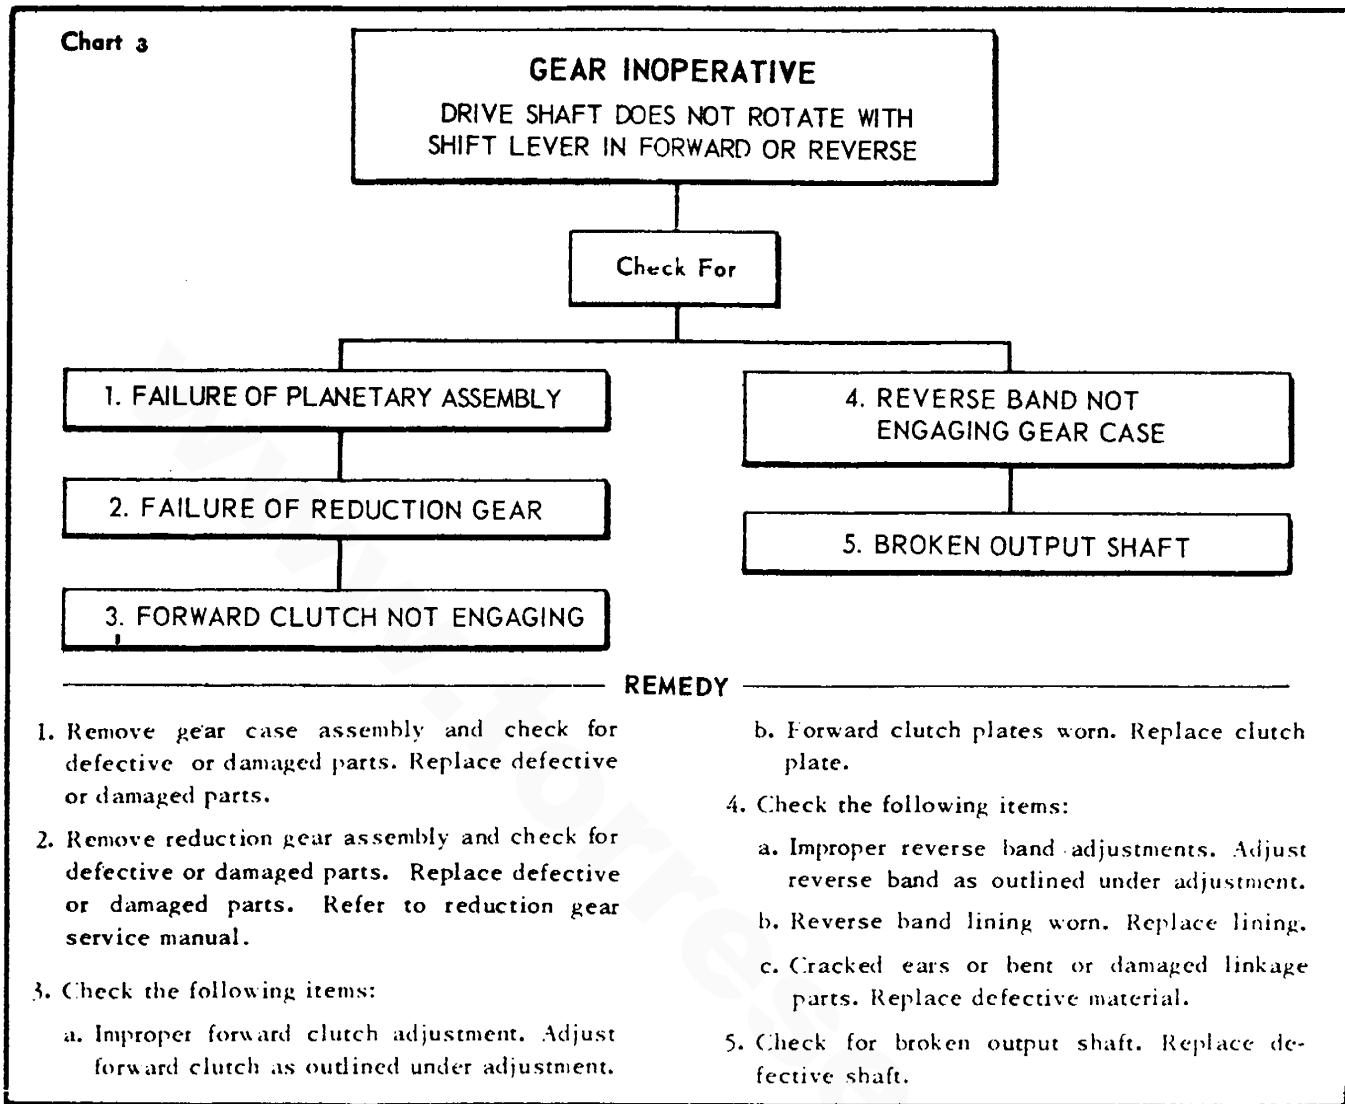 Chart 3
GEAR INOPERATIVE
DRIVE SHAFT DOES NOT ROTATE WITH
SHIFT LEVER IN FORWARD OR REVERSE
Check For
1. FAILURE OF PLANETARY ASSEMBLY
2. FAILURE OF REDUCTION GEAR
3. FORWARD CLUTCH NOT ENGAGING
4. REVERSE BAND NOT
ENGAGING GEAR CASE
5. BROKEN OUTPUT SHAFT
REMEDY
1. Remove gear case assembly and check for
defective or damaged parts. Replace defective
or damaged parts.
2. Remove reduction gear assembly and check for
defective or damaged parts. Replace defective
or damaged parts. Refer to reduction gear
service manual.
3. Check the following items:
a. Improper forward clutch adjustment. Adjust
forward clutch as outlined under adjustment.
b. Forward clutch plates worn. Replace clutch
plate.
4. Check the following items:
a. Improper reverse band adjustments. Adjust
reverse band as outlined under adjustment.
b. Reverse band lining worn. Replace lining.
c. Cracked ears or bent or damaged linkage
parts. Replace defective material.
5. Check for broken output shaft. Replace de-
fective shaft.
www.torres